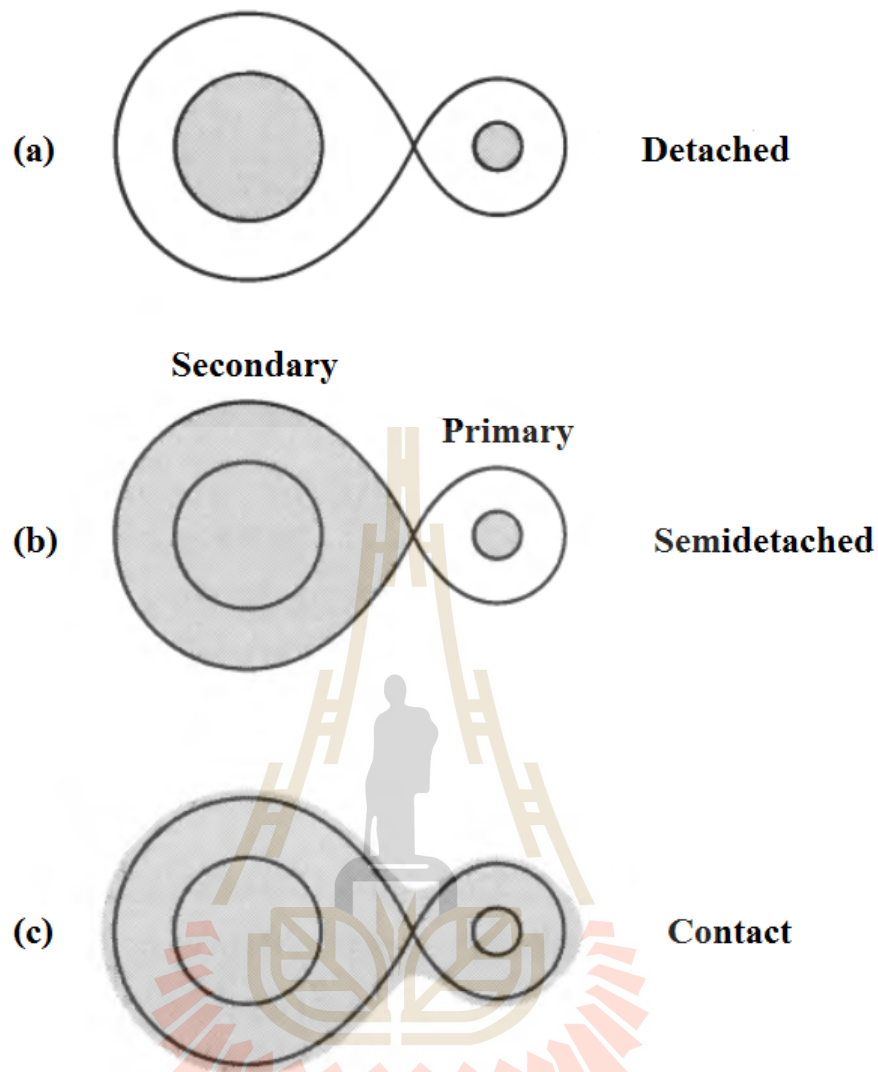 (a) Detached
Secondary
Primary
(b) Semidetached
(c) Contact